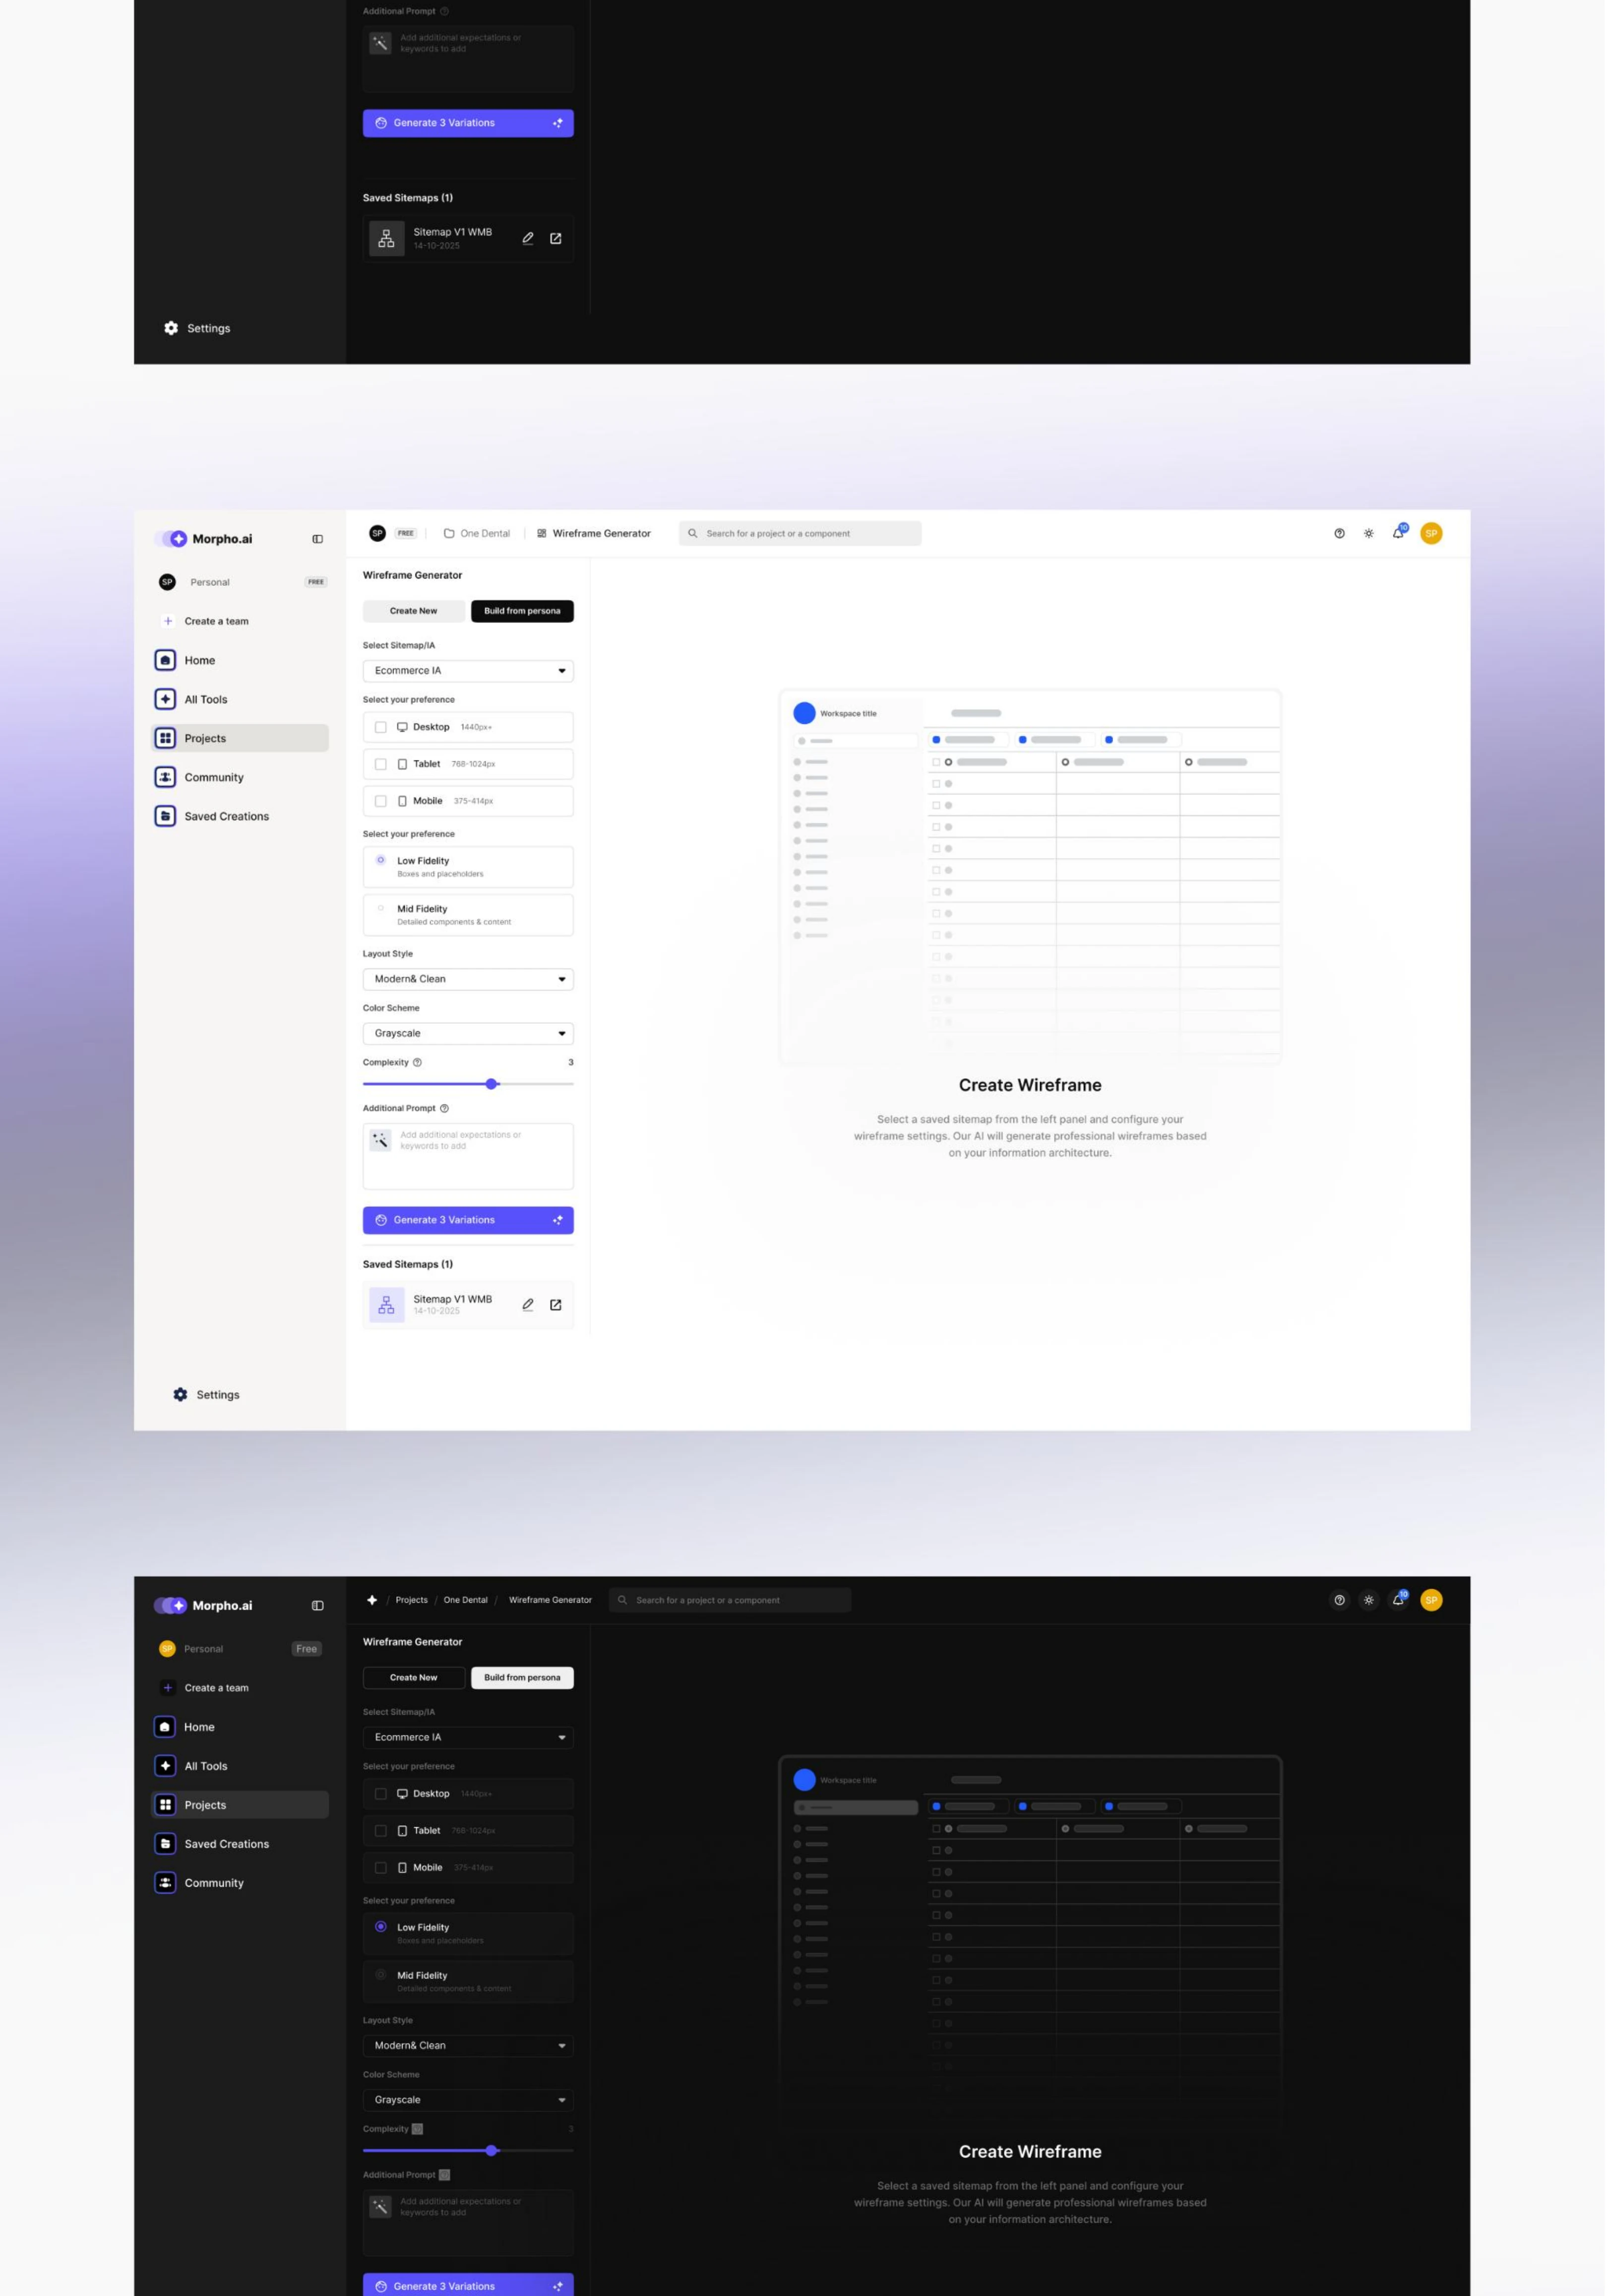 Additional Prompt
Add additional expectations or
keywords to add
Generate 3 Variations
Saved Sitemaps (1)
Sitemap V1 WMB
14-10-2025
Settings
Morpho.ai
SP
Personal
FREE
Create a team
Home
All Tools
Projects
Community
Saved Creations
Settings
SP
FREE
One Dental
Wireframe Generator
Search for a project or a component
10
SP
Wireframe Generator
Create New
Build from persona
Select Sitemap/IA
Ecommerce IA
Select your preference
Desktop 1440px+
Tablet 768-1024px
Mobile 375-414px
Select your preference
Low Fidelity
Boxes and placeholders
Mid Fidelity
Detailed components & content
Layout Style
Modern& Clean
Color Scheme
Grayscale
Complexity 3
Additional Prompt
Add additional expectations or
keywords to add
Generate 3 Variations
Saved Sitemaps (1)
Sitemap V1 WMB
14-10-2025
Workspace title
Create Wireframe
Select a saved sitemap from the left panel and configure your
wireframe settings. Our AI will generate professional wireframes based
on your information architecture.
Morpho.ai
SP
Personal
Free
Create a team
Home
All Tools
Projects
Saved Creations
Community
/ Projects / One Dental / Wireframe Generator
Search for a project or a component
10
SP
Wireframe Generator
Create New
Build from persona
Select Sitemap/IA
Ecommerce IA
Select your preference
Desktop 1440px+
Tablet 768-1024px
Mobile 375-414px
Select your preference
Low Fidelity
Boxes and placeholders
Mid Fidelity
Detailed components & content
Layout Style
Modern& Clean
Color Scheme
Grayscale
Complexity 3
Additional Prompt
Add additional expectations or
keywords to add
Generate 3 Variations
Workspace title
Create Wireframe
Select a saved sitemap from the left panel and configure your
wireframe settings. Our AI will generate professional wireframes based
on your information architecture.